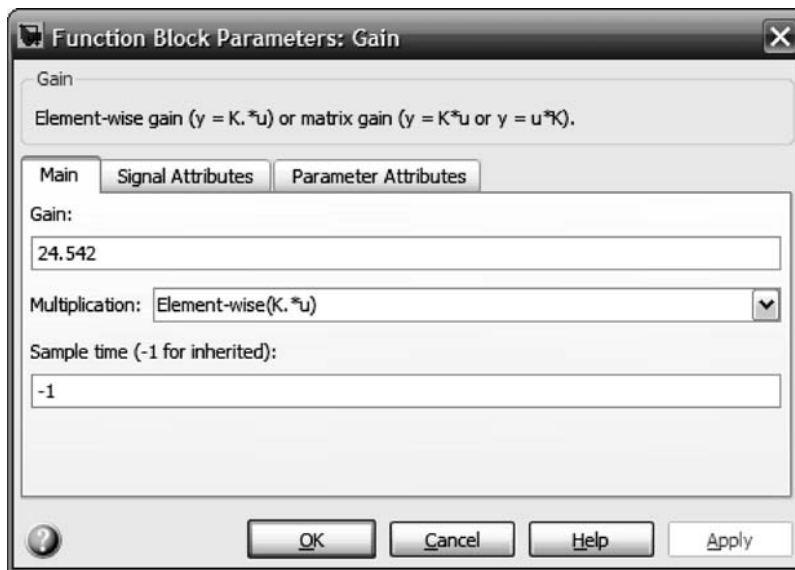 Function Block Parameters: Gain
Gain
Element-wise gain (y = K.*u) or matrix gain (y = K*u or y = u*K).
Main Signal Attributes Parameter Attributes
Gain:
24.542
Multiplication: Element-wise(K.*u)
Sample time (-1 for inherited):
-1
? OK Cancel Help Apply